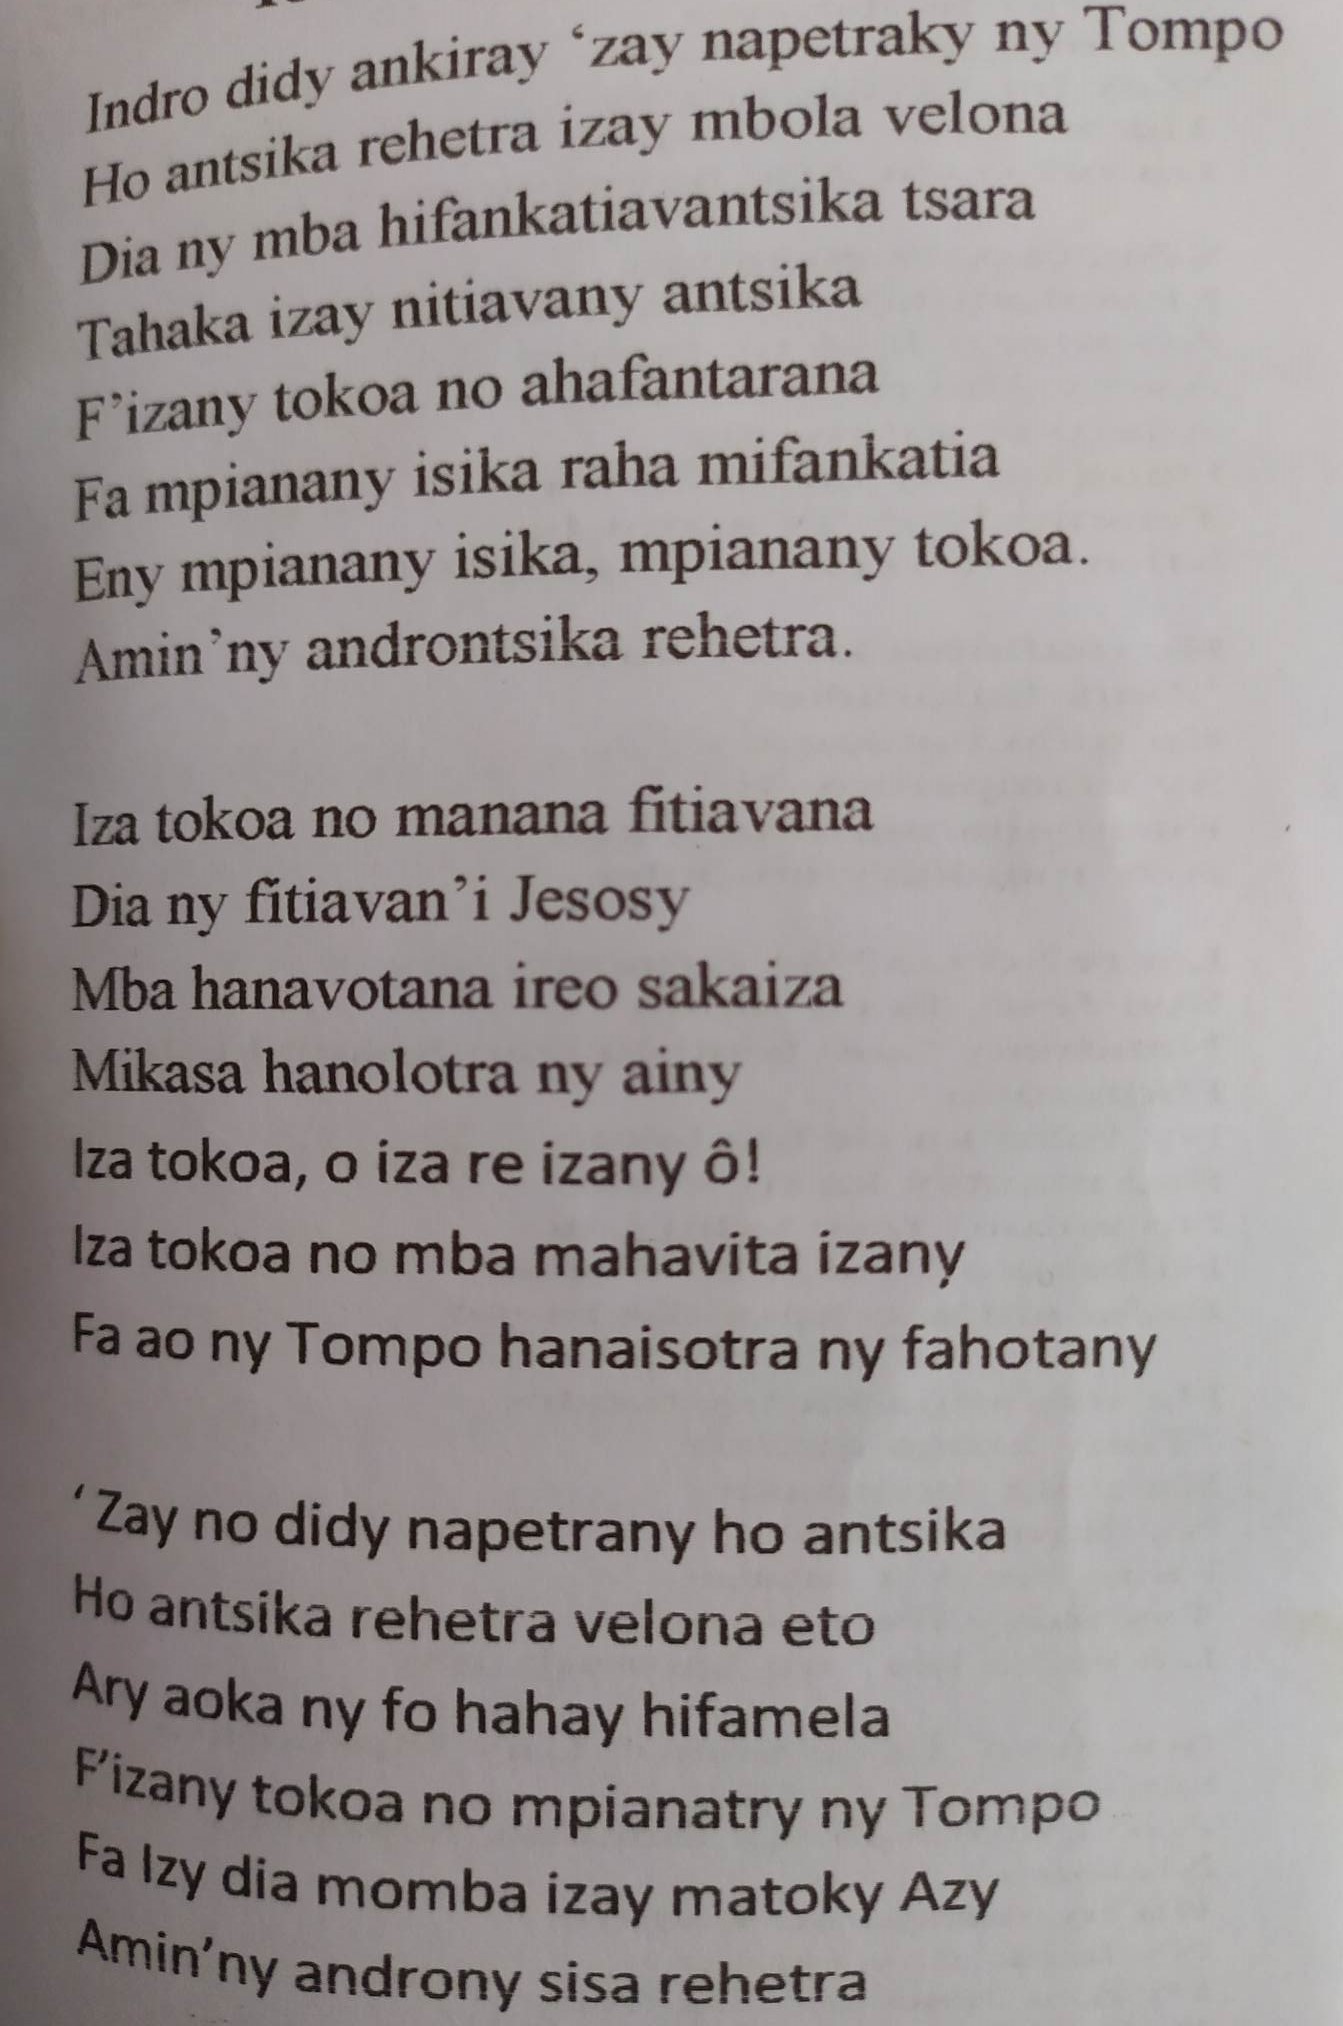 Indro didy ankiray ‘zay napetraky ny Tompo
Ho antsika rehetra izay mbola velona
Dia ny mba hifankatiavantsika tsara
Tahaka izay nitiavany antsika
F’izany tokoa no ahafantarana
Fa mpianany isika raha mifankatia
Eny mpianany isika, mpianany tokoa.
Amin’ny androntsika rehetra.
Iza tokoa no manana fitiavana
Dia ny fitiavan’i Jesosy
Mba hanavotana ireo sakaiza
Mikasa hanolotra ny ainy
Iza tokoa, o iza re izany ô!
Iza tokoa no mba mahavita izany
Fa ao ny Tompo hanaisotra ny fahotany
‘Zay no didy napetrany ho antsika
Ho antsika rehetra velona eto
Ary aoka ny fo hahay hifamela
F’izany tokoa no mpianatry ny Tompo
Fa Izy dia momba izay matoky Azy
Amin’ny androny sisa rehetra